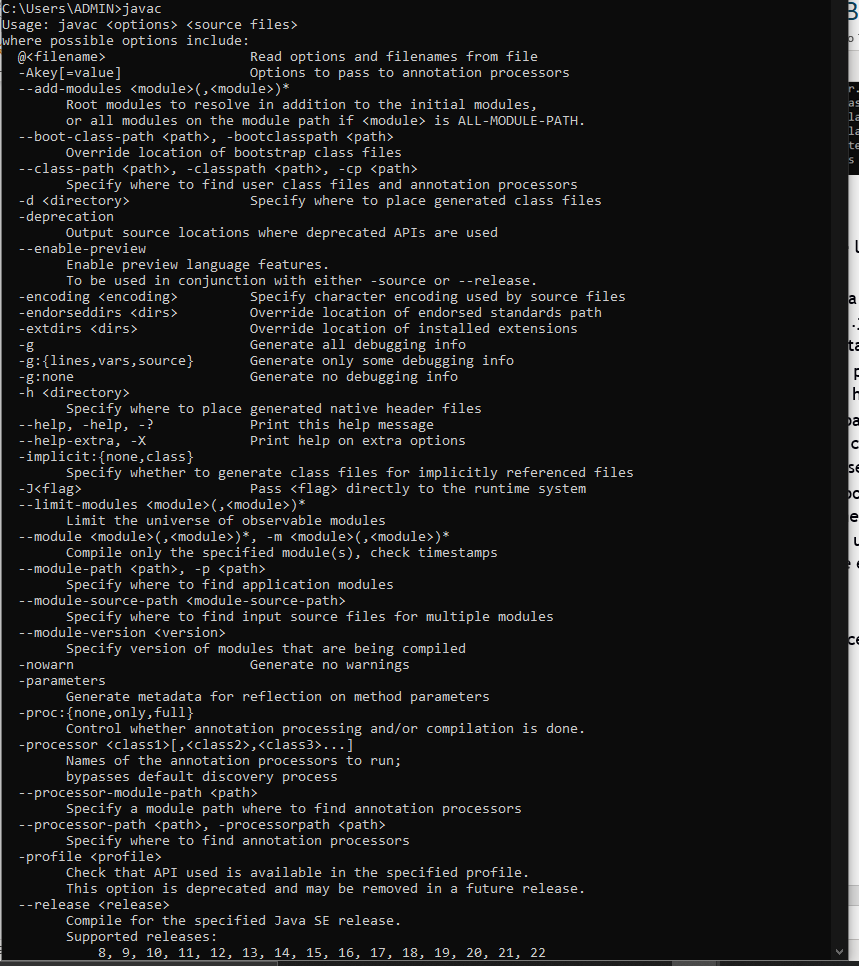 C:\Users\ADMIN>javac
Usage: javac <options> <source files>
where possible options include:
  @<filename>                  Read options and filenames from file
  -Akey[=value]                Options to pass to annotation processors
  --add-modules <module>(,<module>)*
        Root modules to resolve in addition to the initial modules,
        or all modules on the module path if <module> is ALL-MODULE-PATH.
  --boot-class-path <path>, -bootclasspath <path>
        Override location of bootstrap class files
  --class-path <path>, -classpath <path>, -cp <path>
        Specify where to find user class files and annotation processors
  -d <directory>               Specify where to place generated class files
  -deprecation
        Output source locations where deprecated APIs are used
  --enable-preview
        Enable preview language features.
        To be used in conjunction with either -source or --release.
  -encoding <encoding>         Specify character encoding used by source files
  -endorseddirs <dirs>         Override location of endorsed standards path
  -extdirs <dirs>              Override location of installed extensions
  -g                           Generate all debugging info
  -g:{lines,vars,source}       Generate only some debugging info
  -g:none                      Generate no debugging info
  -h <directory>
        Specify where to place generated native header files
  --help, -help, -?            Print this help message
  --help-extra, -X             Print help on extra options
  -implicit:{none,class}
        Specify whether to generate class files for implicitly referenced files
  -J<flag>                     Pass <flag> directly to the runtime system
  --limit-modules <module>(,<module>)*
        Limit the universe of observable modules
  --module <module>(,<module>)*, -m <module>(,<module>)*
        Compile only the specified module(s), check timestamps
  --module-path <path>, -p <path>
        Specify where to find application modules
  --module-source-path <module-source-path>
        Specify where to find input source files for multiple modules
  --module-version <version>
        Specify version of modules that are being compiled
  -nowarn                      Generate no warnings
  -parameters
        Generate metadata for reflection on method parameters
  -proc:{none,only,full}
        Control whether annotation processing and/or compilation is done.
  -processor <class1>[,<class2>,<class3>...]
        Names of the annotation processors to run;
        bypasses default discovery process
  --processor-module-path <path>
        Specify a module path where to find annotation processors
  --processor-path <path>, -processorpath <path>
        Specify where to find annotation processors
  -profile <profile>
        Check that API used is available in the specified profile.
        This option is deprecated and may be removed in a future release.
  --release <release>
        Compile for the specified Java SE release.
        Supported releases:
            8, 9, 10, 11, 12, 13, 14, 15, 16, 17, 18, 19, 20, 21, 22